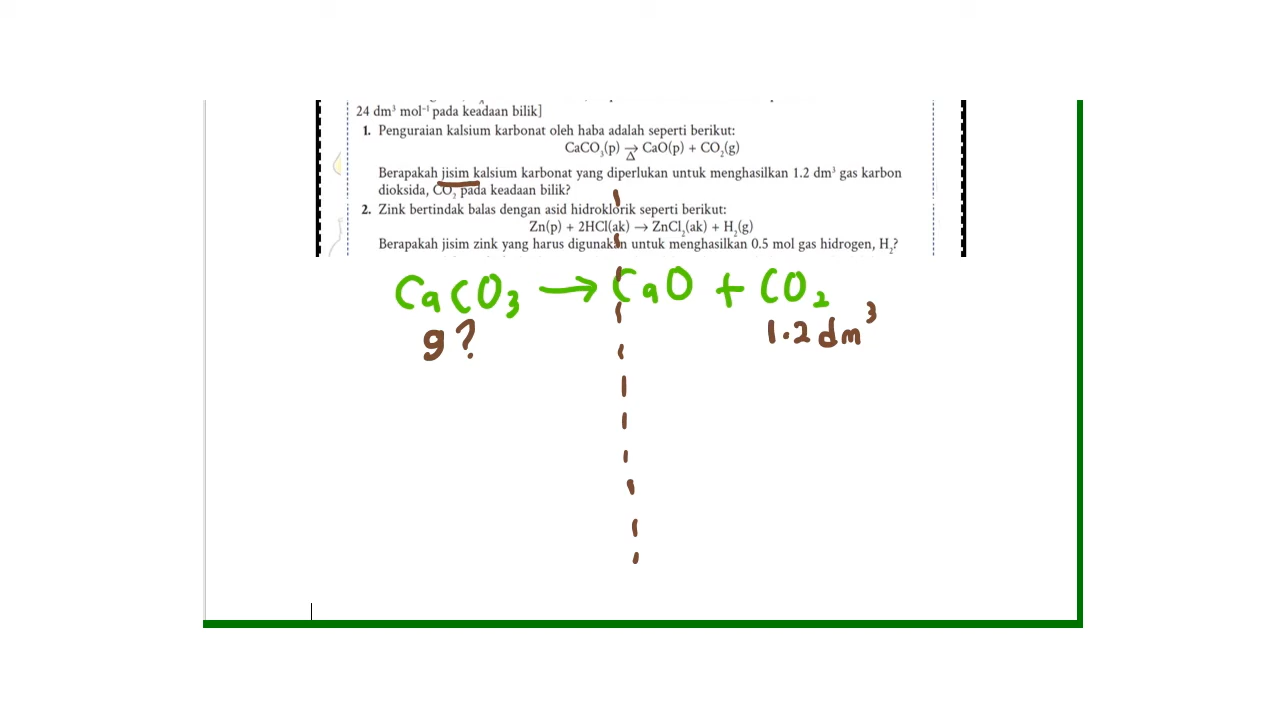 24 dm³ mol⁻¹ pada keadaan bilik]
1. Penguraian kalsium karbonat oleh haba adalah seperti berikut:
CaCO₃(p) →Δ CaO(p) + CO₂(g)
Berapakah jisim kalsium karbonat yang diperlukan untuk menghasilkan 1.2 dm³ gas karbon
dioksida, CO₂ pada keadaan bilik?
2. Zink bertindak balas dengan asid hidroklorik seperti berikut:
Zn(p) + 2HCl(ak) → ZnCl₂(ak) + H₂(g)
Berapakah jisim zink yang harus digunakan untuk menghasilkan 0.5 mol gas hidrogen, H₂?
CaCO₃ → CaO + CO₂
g? 1.2 dm³